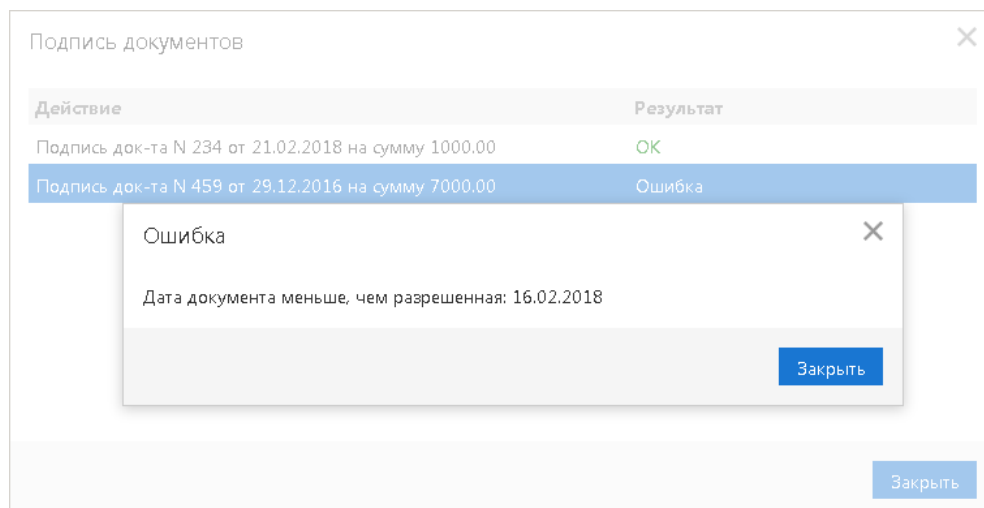 Подпись документов
Действие Результат
Подпись док-та N 234 от 21.02.2018 на сумму 1000.00 ОК
Подпись док-та N 459 от 29.12.2016 на сумму 7000.00 Ошибка
Ошибка
Дата документа меньше, чем разрешенная: 16.02.2018
Закрыть
Закрыть